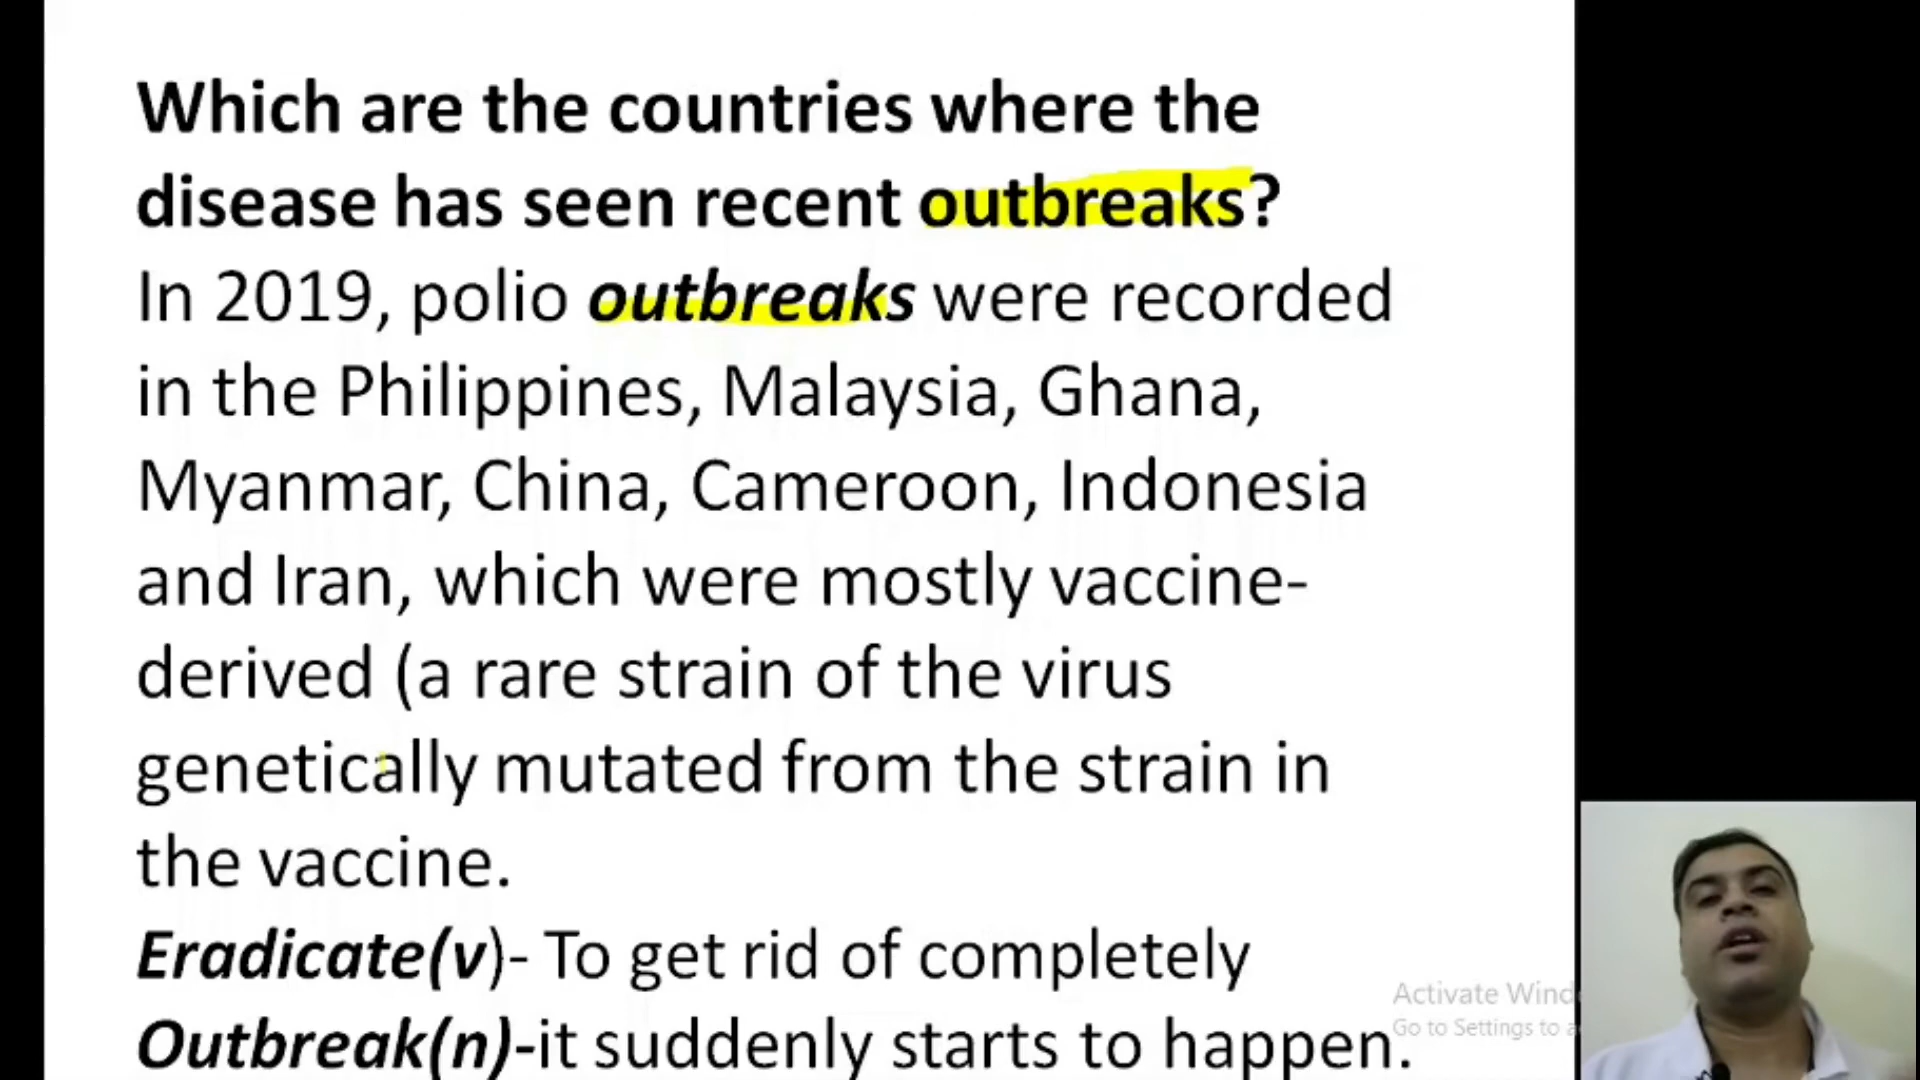 Which are the countries where the
disease has seen recent outbreaks?
In 2019, polio outbreaks were recorded
in the Philippines, Malaysia, Ghana,
Myanmar, China, Cameroon, Indonesia
and Iran, which were mostly vaccine-
derived (a rare strain of the virus
genetically mutated from the strain in
the vaccine.
Eradicate(v)- To get rid of completely
Outbreak(n)-it suddenly starts to happen.
Activate
Go to Settings to